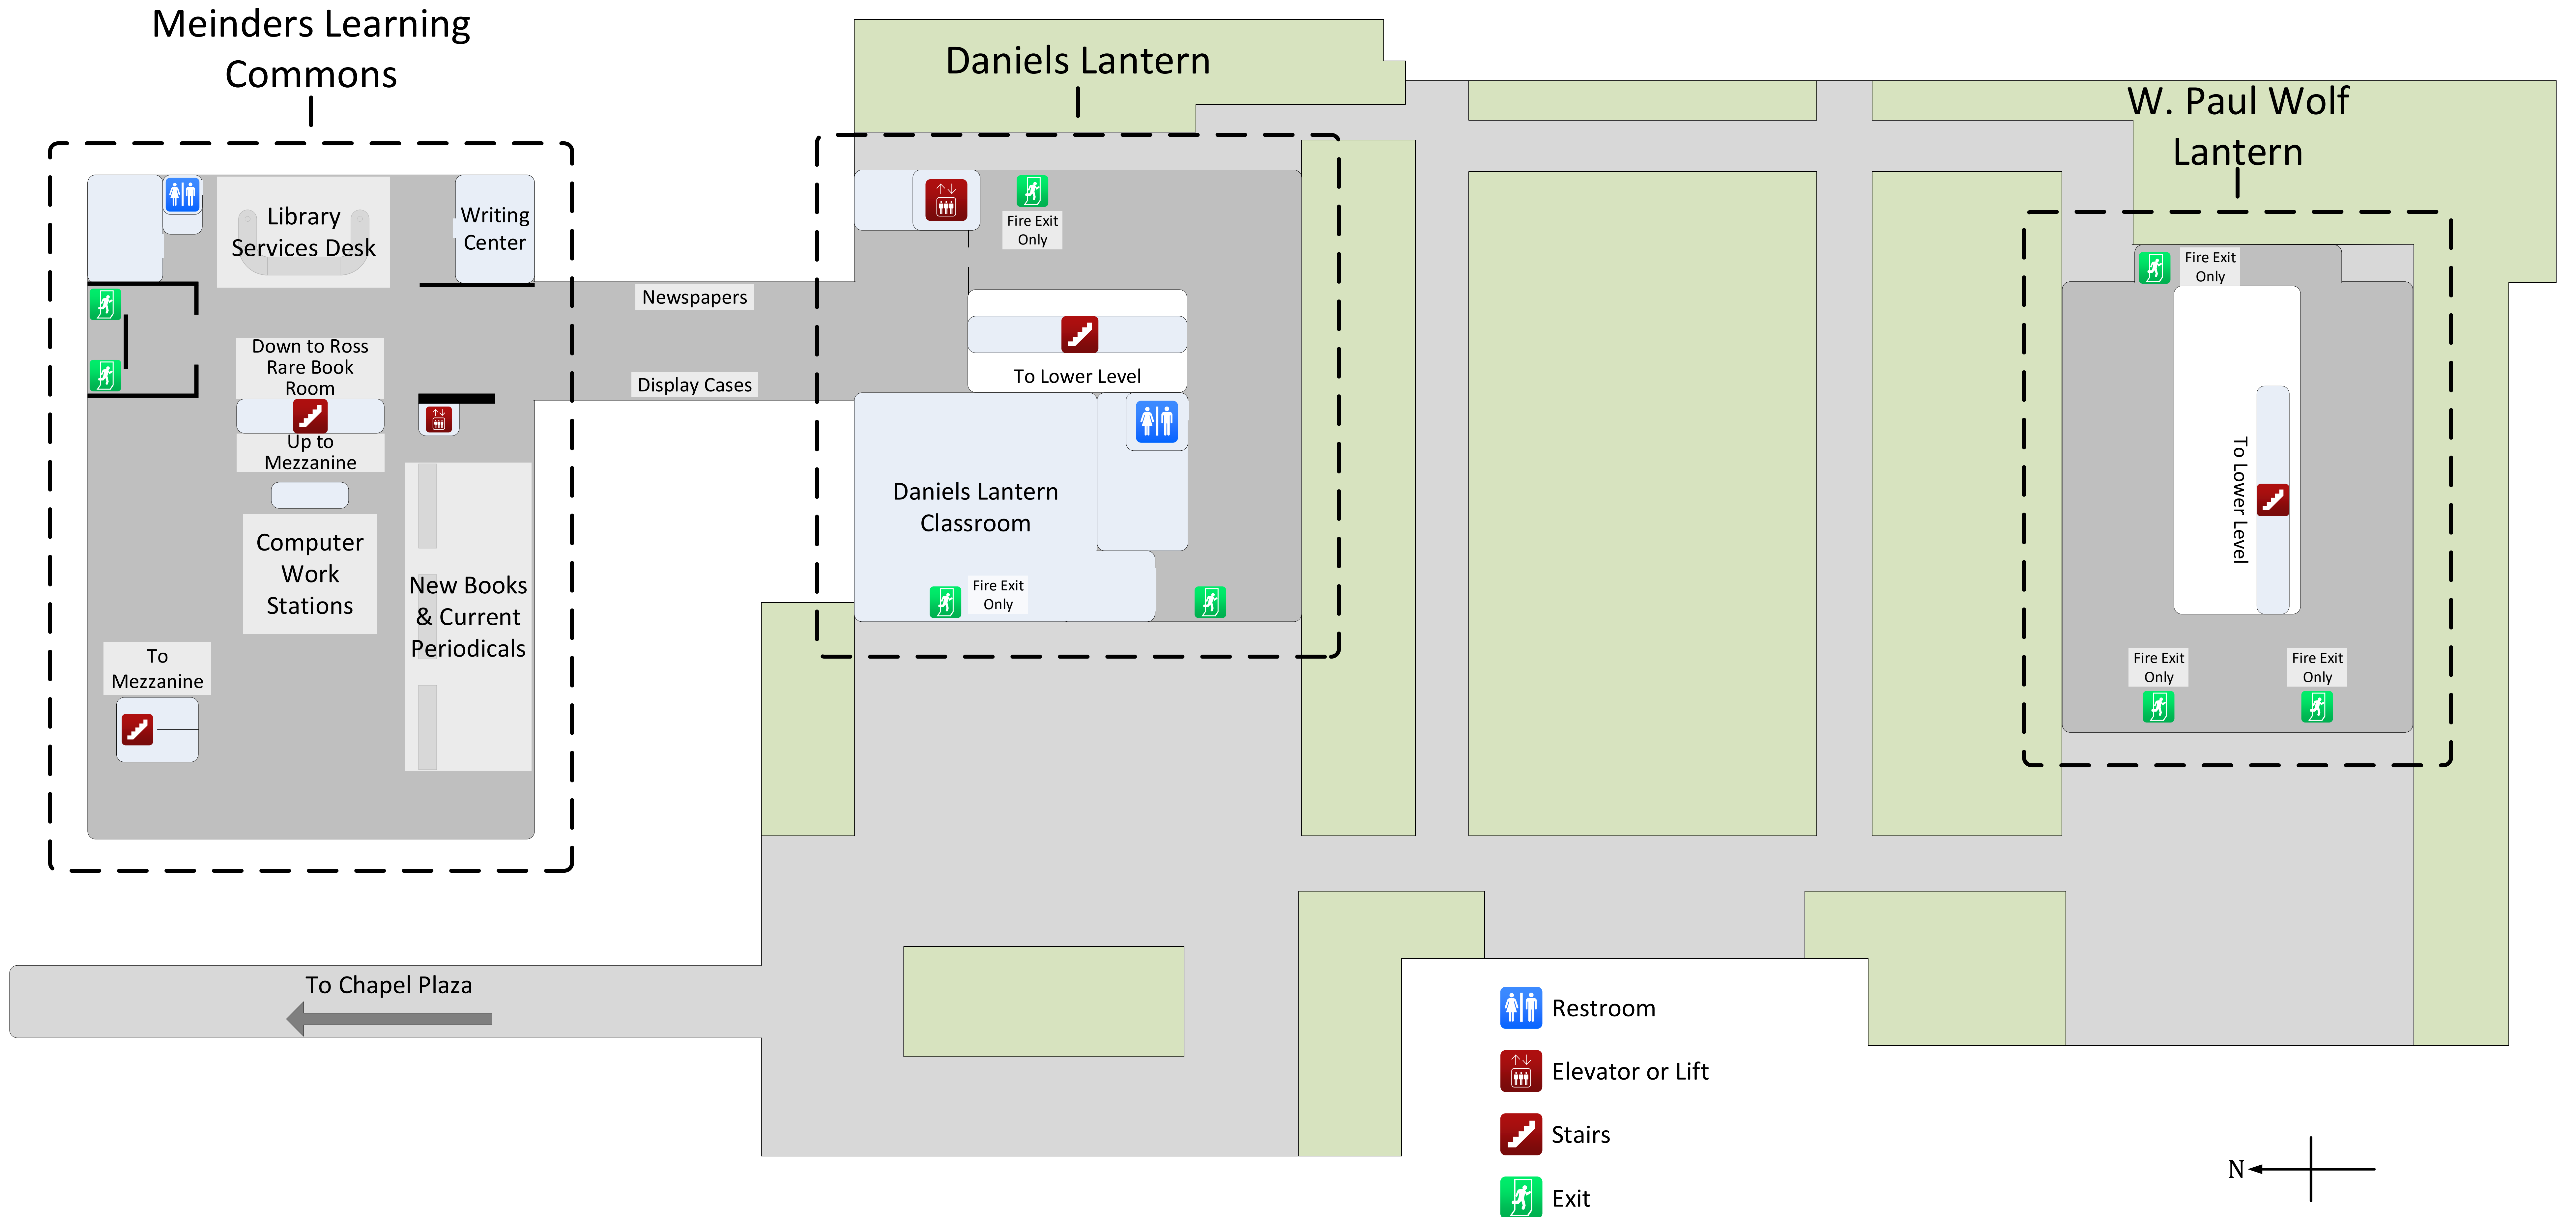 Meinders Learning
Commons
Daniels Lantern
W. Paul Wolf
Lantern
Library
Services Desk
Writing
Center
Down to Ross
Rare Book
Room
Up to
Mezzanine
Computer
Work
Stations
New Books
& Current
Periodicals
To
Mezzanine
Newspapers
Display Cases
Fire Exit
Only
To Lower Level
Daniels Lantern
Classroom
Fire Exit
Only
Fire Exit
Only
To Lower Level
Fire Exit
Only
Fire Exit
Only
To Chapel Plaza
Restroom
Elevator or Lift
Stairs
Exit
N